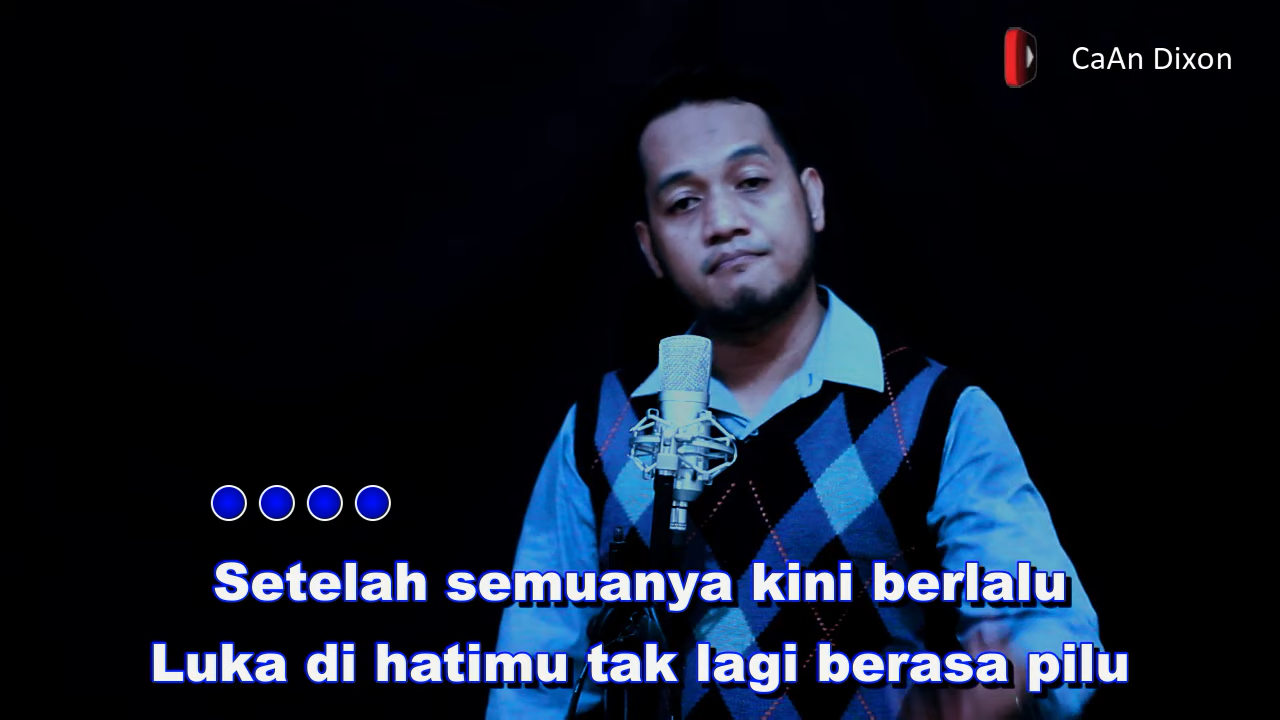 CaAn Dixon
Setelah semuanya kini berlalu
Luka di hatimu tak lagi berasa pilu